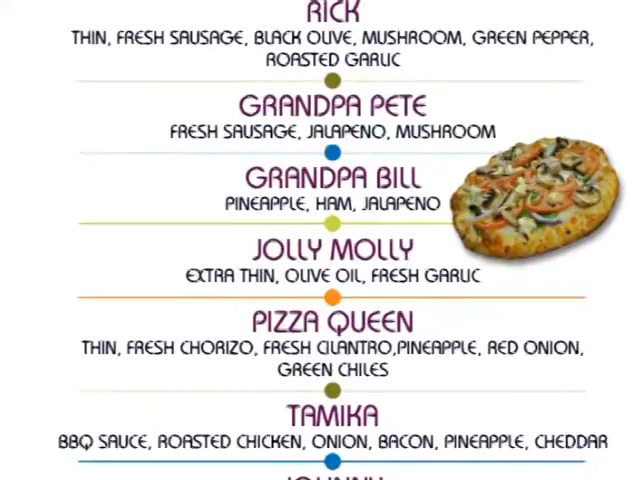 RICK
THIN, FRESH SAUSAGE, BLACK OLIVE, MUSHROOM, GREEN PEPPER,
ROASTED GARLIC
GRANDPA PETE
FRESH SAUSAGE, JALAPENO, MUSHROOM
GRANDPA BILL
PINEAPPLE, HAM, JALAPENO
JOLLY MOLLY
EXTRA THIN, OLIVE OIL, FRESH GARLIC
PIZZA QUEEN
THIN, FRESH CHORIZO, FRESH CILANTRO,PINEAPPLE, RED ONION,
GREEN CHILES
TAMIKA
BBQ SAUCE, ROASTED CHICKEN, ONION, BACON, PINEAPPLE, CHEDDAR
JOHNNY